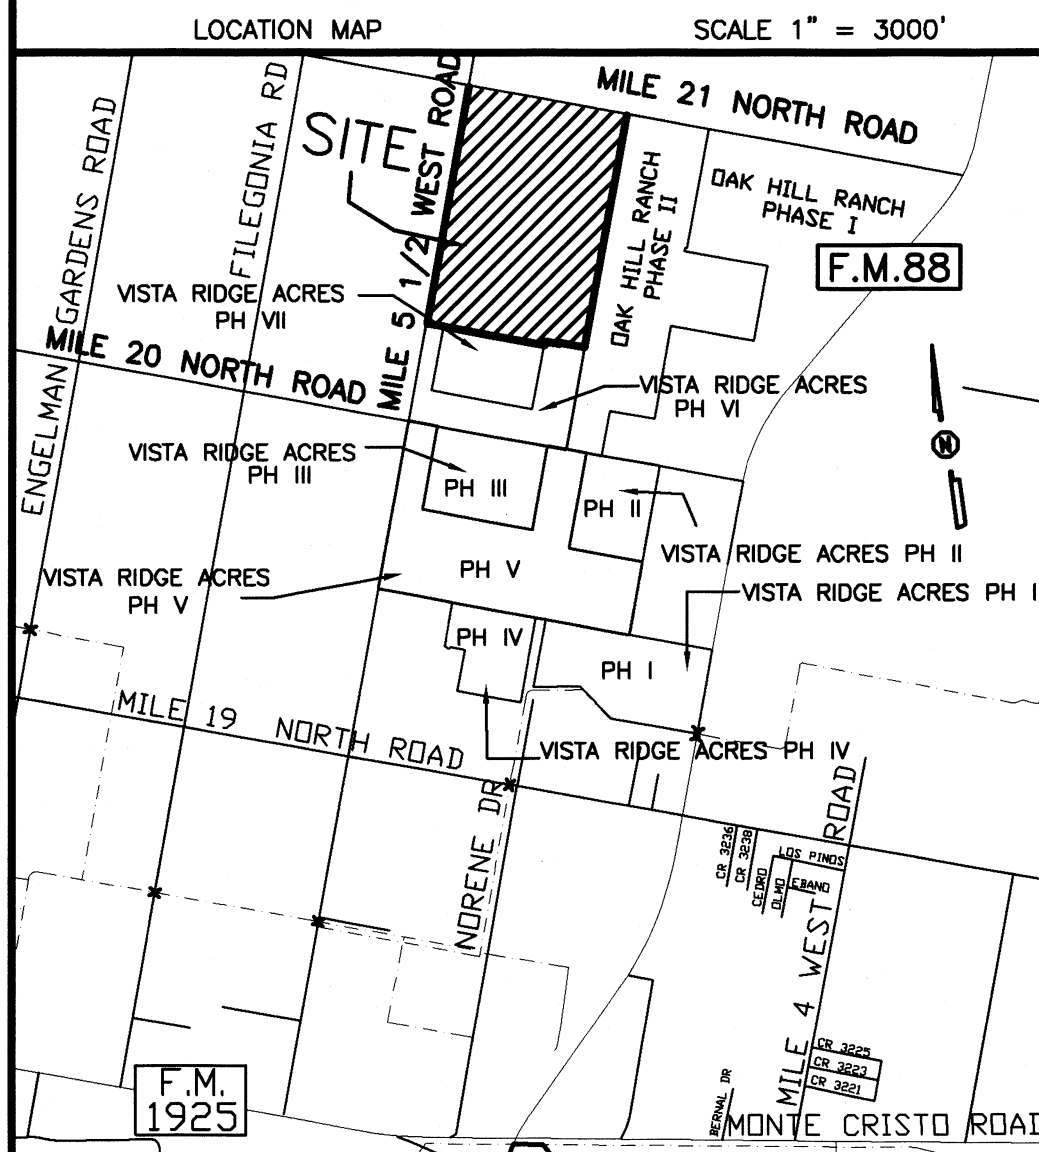 LOCATION MAP
SCALE 1" = 3000'
MILE 21 NORTH ROAD
SITE
MILE 5 1/2 WEST ROAD
ENGELMAN GARDENS ROAD
FILEGONIA RD
OAK HILL RANCH
PHASE II
OAK HILL RANCH
PHASE I
F.M.88
VISTA RIDGE ACRES
PH VII
MILE 20 NORTH ROAD
VISTA RIDGE ACRES
PH VI
N
VISTA RIDGE ACRES
PH III
PH III
PH II
VISTA RIDGE ACRES PH II
PH V
VISTA RIDGE ACRES
PH V
VISTA RIDGE ACRES PH I
PH IV
PH I
VISTA RIDGE ACRES PH IV
MILE 19 NORTH ROAD
NORENE DR
MILE 4 WEST ROAD
CR 3236
CR 3238
CEDRO
OLMO
LOS PINOS
EBANO
CR 3225
CR 3223
CR 3221
BERNAL DR
F.M.
1925
MONTE CRISTO ROAD